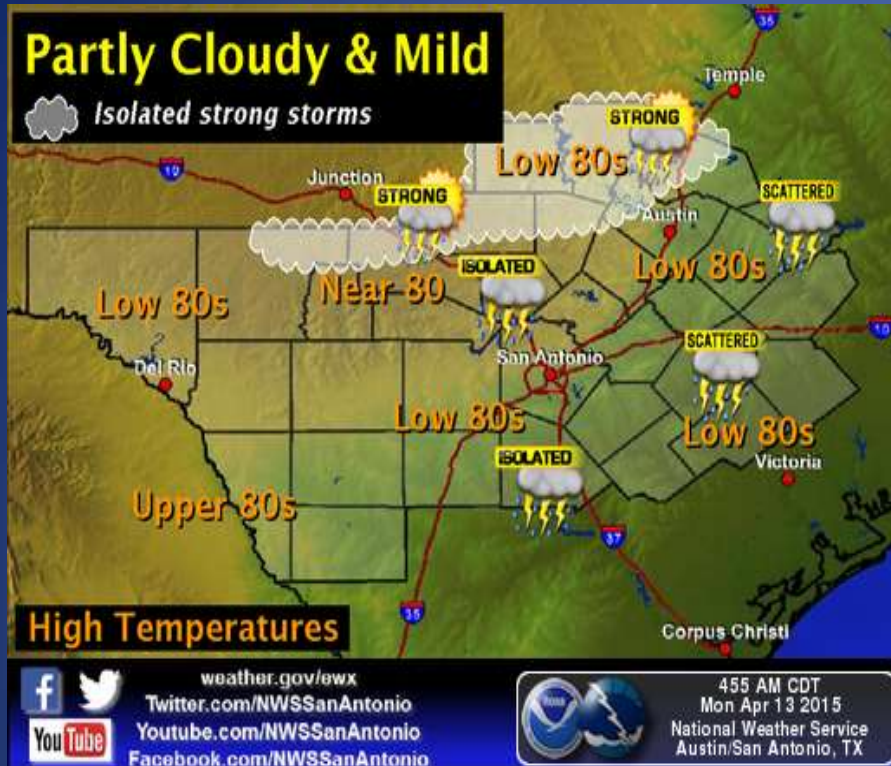 Partly Cloudy & Mild
Isolated strong storms
35
Temple
STRONG
Low 80s
10
Junction
STRONG
SCATTERED
Austin
Low 80s
ISOLATED
Near 80
Low 80s
10
SCATTERED
San Antonio
Del Rio
Low 80s
Low 80s
ISOLATED
Victoria
Upper 80s
37
35
High Temperatures
Corpus Christi
weather.gov/ewx
Twitter.com/NWSSanAntonio
You Tube
Youtube.com/NWSSanAntonio
Facebook.com/NWSSanAntonio
noaa
455 AM CDT
Mon Apr 13 2015
National Weather Service
Austin/San Antonio, TX